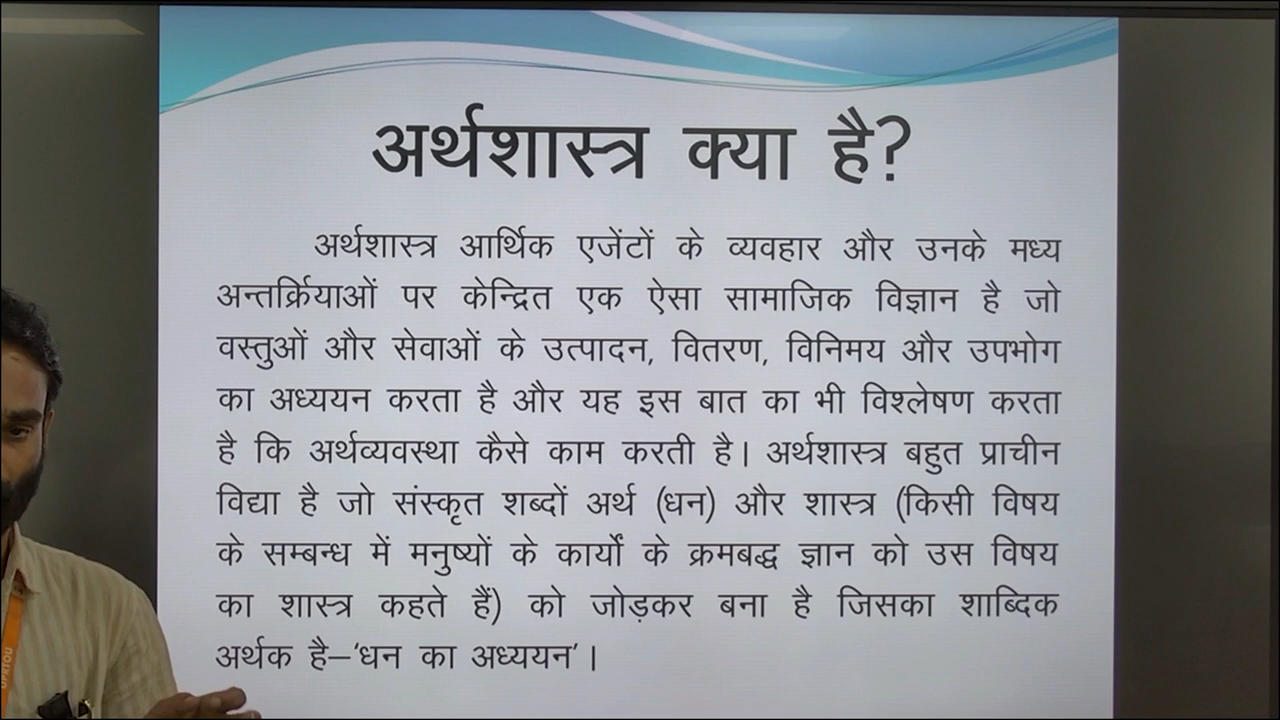 अर्थशास्त्र क्या है?
अर्थशास्त्र आर्थिक एजेंटों के व्यवहार और उनके मध्य
अन्तर्क्रियाओं पर केन्द्रित एक ऐसा सामाजिक विज्ञान है जो
वस्तुओं और सेवाओं के उत्पादन, वितरण, विनिमय और उपभोग
का अध्ययन करता है और यह इस बात का भी विश्लेषण करता
है कि अर्थव्यवस्था कैसे काम करती है। अर्थशास्त्र बहुत प्राचीन
विद्या है जो संस्कृत शब्दों अर्थ (धन) और शास्त्र (किसी विषय
के सम्बन्ध में मनुष्यों के कार्यों के क्रमबद्ध ज्ञान को उस विषय
का शास्त्र कहते हैं) को जोड़कर बना है जिसका शाब्दिक
अर्थक है–'धन का अध्ययन'।
UPRTOU